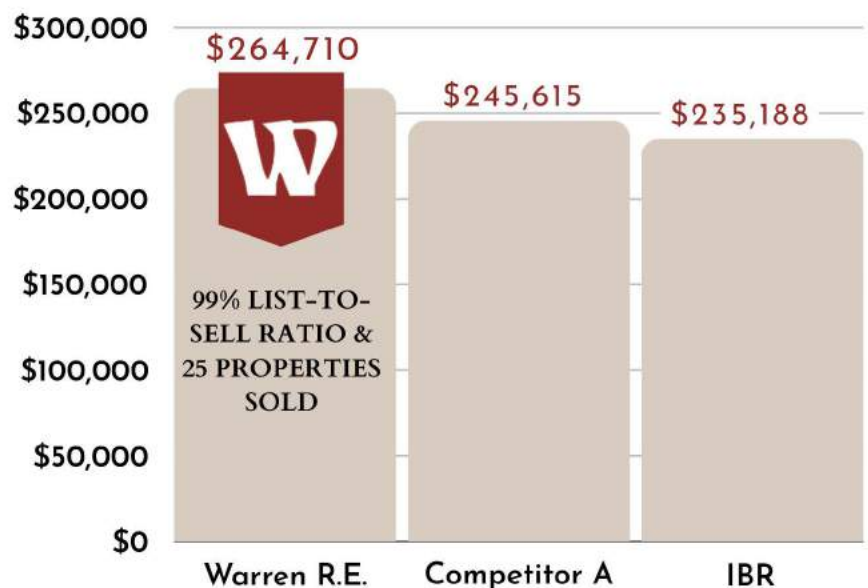 $300,000
$264,710
$250,000
$245,615
$235,188
W
$200,000
$150,000
99% LIST-TO-
SELL RATIO &
25 PROPERTIES
SOLD
$100,000
$50,000
$0
Warren R.E.
Competitor A
IBR